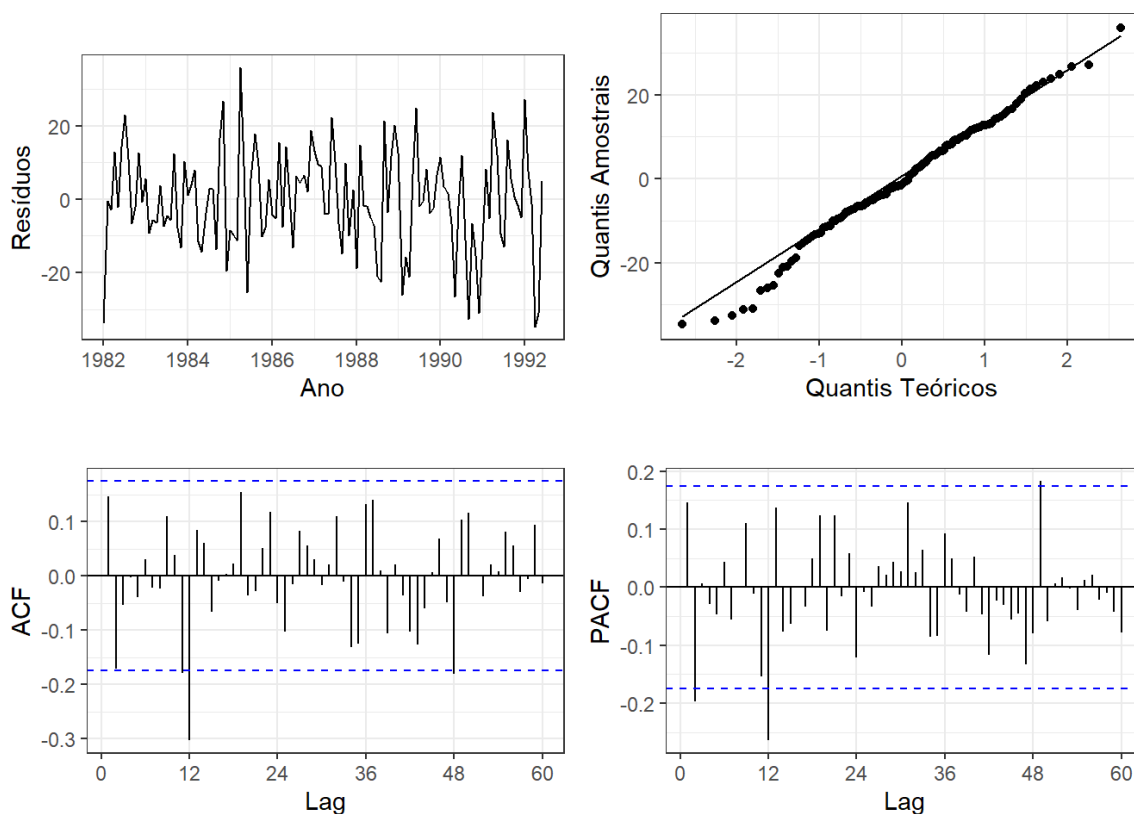 Resíduos
20
0
-20
1982 1984 1986 1988 1990 1992
Ano
Quantis Amostrais
20
0
-20
-2 -1 0 1 2
Quantis Teóricos
ACF
0.1
0.0
-0.1
-0.2
-0.3
0 12 24 36 48 60
Lag
PACF
0.2
0.1
0.0
-0.1
-0.2
0 12 24 36 48 60
Lag